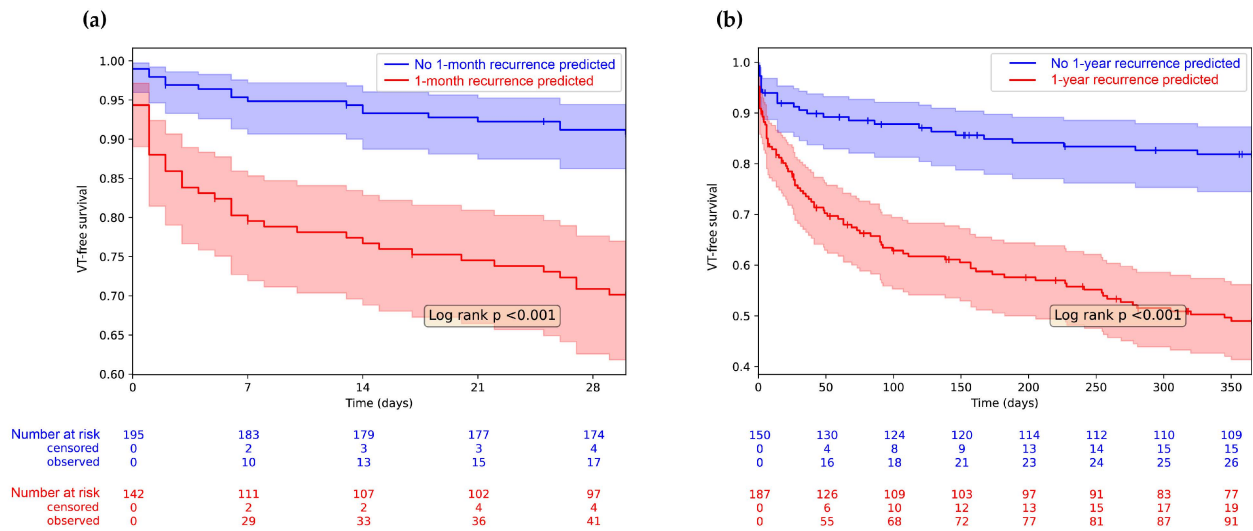 (a)
VT-free survival
1.00
0.95
0.90
0.85
0.80
0.75
0.70
0.65
0.60
No 1-month recurrence predicted
1-month recurrence predicted
Log rank p <0.001
0 7 14 21 28
Time (days)
Number at risk 195 183 179 177 174
censored 0 2 3 3 4
observed 0 10 13 15 17
Number at risk 142 111 107 102 97
censored 0 2 2 4 4
observed 0 29 33 36 41
(b)
VT-free survival
1.0
0.9
0.8
0.7
0.6
0.5
0.4
No 1-year recurrence predicted
1-year recurrence predicted
Log rank p <0.001
0 50 100 150 200 250 300 350
Time (days)
150 130 124 120 114 112 110 109
0 4 8 9 13 14 15 15
0 16 18 21 23 24 25 26
187 126 109 103 97 91 83 77
0 6 10 12 13 15 17 19
0 55 68 72 77 81 87 91